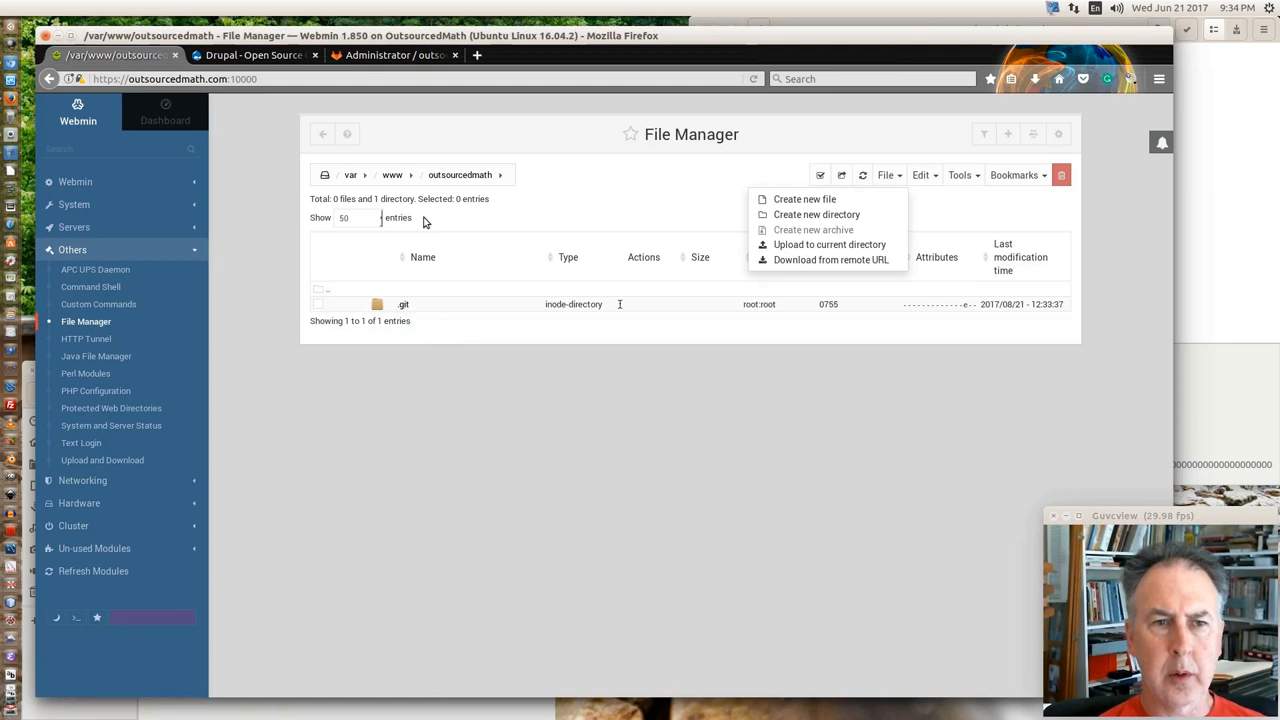 En
Wed Jun 21 2017
9:34 PM
/var/www/outsourcedmath - File Manager — Webmin 1.850 on OutsourcedMath (Ubuntu Linux 16.04.2) - Mozilla Firefox
/var/www/outsourcedm
Drupal - Open Source
Administrator / outso
https://outsourcedmath.com:10000
Search
Webmin
Dashboard
Search
Webmin
System
Servers
Others
APC UPS Daemon
Command Shell
Custom Commands
File Manager
HTTP Tunnel
Java File Manager
Perl Modules
PHP Configuration
Protected Web Directories
System and Server Status
Text Login
Upload and Download
Networking
Hardware
Cluster
Un-used Modules
Refresh Modules
File Manager
/ var / www / outsourcedmath
File Edit Tools Bookmarks
Total: 0 files and 1 directory. Selected: 0 entries
Show 50 entries
Create new file
Create new directory
Create new archive
Upload to current directory
Download from remote URL
Name Type Actions Size Attributes Last modification time
..
.git inode-directory root:root 0755 -------------e-- 2017/08/21 - 12:33:37
Showing 1 to 1 of 1 entries
Guvcview (29.98 fps)